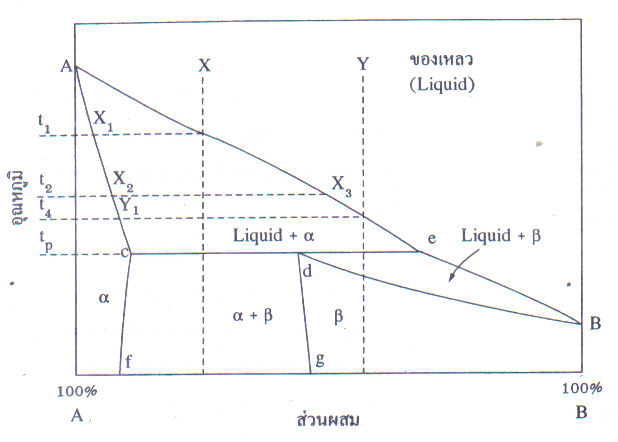 ของเหลว
(Liquid)
A
X
Y
t1
X1
t2
X2
X3
t4
Y1
tp
Liquid + α
e
Liquid + β
c
d
α
α + β
β
B
f
g
อุณหภูมิ
100%
100%
A
ส่วนผสม
B